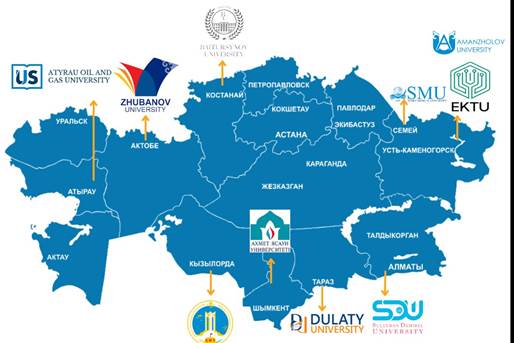 BAITURSYNOV
UNIVERSITY
AMANZHOLOV
UNIVERSITY
US
ATYRAU OIL AND
GAS UNIVERSITY
ZHUBANOV
UNIVERSITY
SMU
EKTU
КОСТАНАЙ
ПЕТРОПАВЛОВСК
КОКШЕТАУ
ПАВЛОДАР
ЭКИБАСТУЗ
АСТАНА
СЕМЕЙ
УРАЛЬСК
АКТОБЕ
УСТЬ-КАМЕНОГОРСК
КАРАГАНДА
ЖЕЗКАЗГАН
АТЫРАУ
АХМЕТ ЯСАУИ
УНИВЕРСИТЕТІ
ТАЛДЫКОРГАН
АКТАУ
КЫЗЫЛОРДА
АЛМАТЫ
ТАРАЗ
ШЫМКЕНТ
DULATY
UNIVERSITY
SDU
SULEYMAN DEMIREL
UNIVERSITY